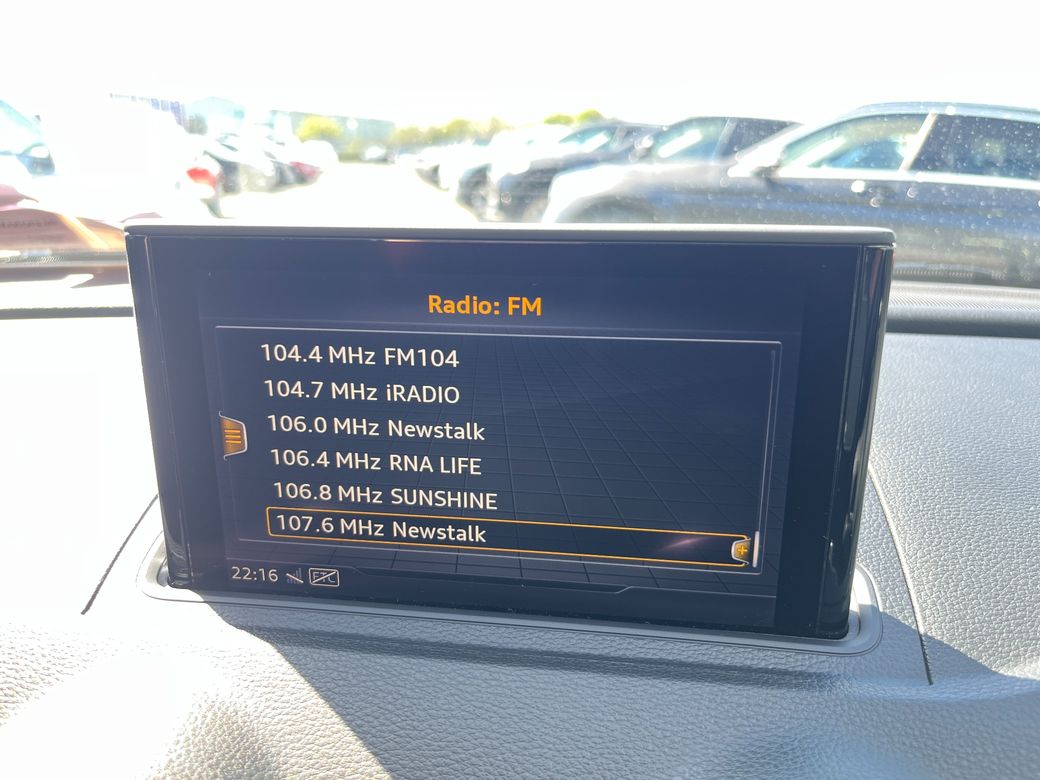 Radio: FM
104.4 MHz FM104
104.7 MHz iRADIO
106.0 MHz Newstalk
106.4 MHz RNA LIFE
106.8 MHz SUNSHINE
107.6 MHz Newstalk
22:16 ETC